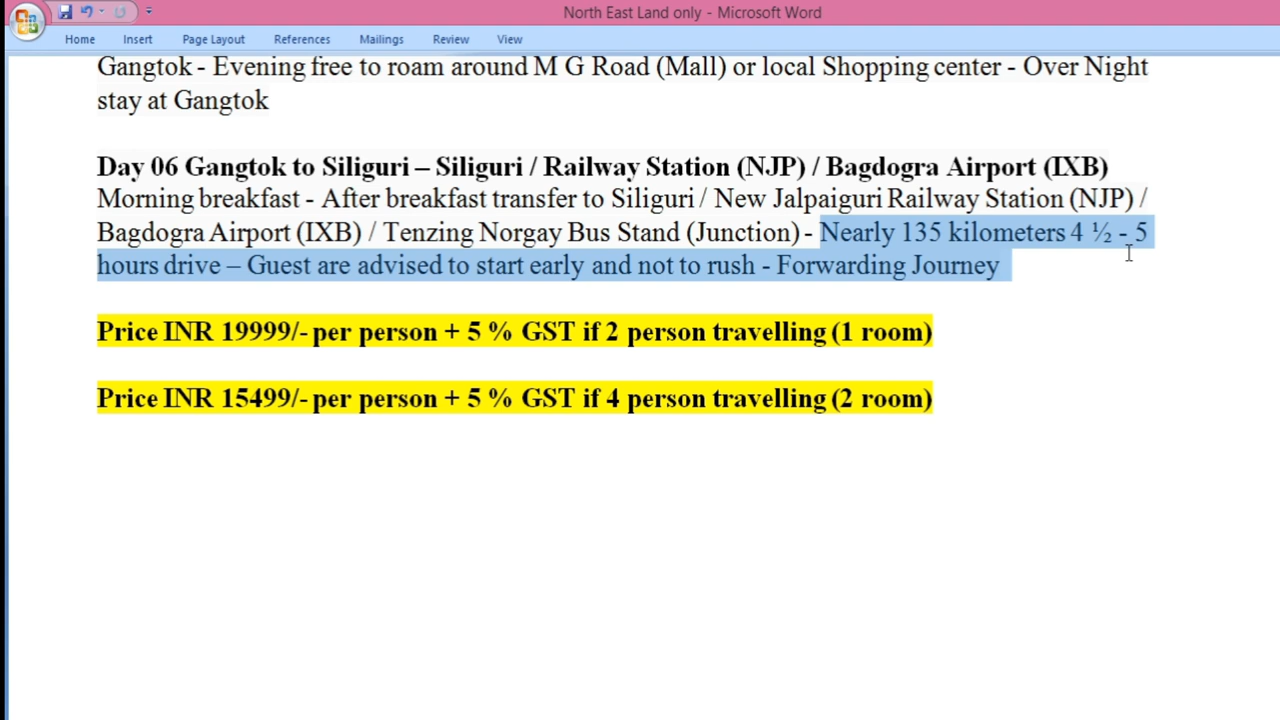 North East Land only - Microsoft Word
Home Insert Page Layout References Mailings Review View
Gangtok - Evening free to roam around M G Road (Mall) or local Shopping center - Over Night
stay at Gangtok
Day 06 Gangtok to Siliguri – Siliguri / Railway Station (NJP) / Bagdogra Airport (IXB)
Morning breakfast - After breakfast transfer to Siliguri / New Jalpaiguri Railway Station (NJP) /
Bagdogra Airport (IXB) / Tenzing Norgay Bus Stand (Junction) - Nearly 135 kilometers 4 ½ - 5
hours drive – Guest are advised to start early and not to rush - Forwarding Journey
Price INR 19999/- per person + 5 % GST if 2 person travelling (1 room)
Price INR 15499/- per person + 5 % GST if 4 person travelling (2 room)